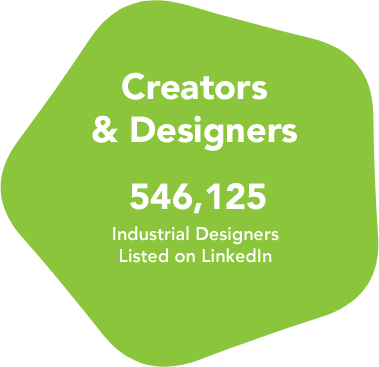 Creators
& Designers
546,125
Industrial Designers
Listed on LinkedIn